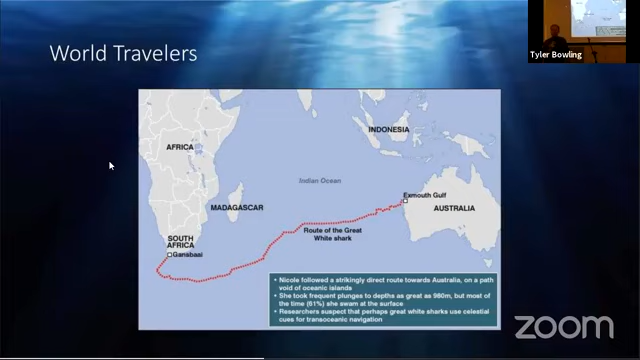 World Travelers
Tyler Bowling
INDONESIA
AFRICA
Indian Ocean
Exmouth Gulf
MADAGASCAR
AUSTRALIA
Route of the Great
White shark
SOUTH
AFRICA
Gansbaai
• Nicole followed a strikingly direct route towards Australia, on a path
void of oceanic islands
• She took frequent plunges to depths as great as 980m, but most of
the time (61%) she swam at the surface
• Researchers suspect that perhaps great white sharks use celestial
cues for transoceanic navigation
zoom